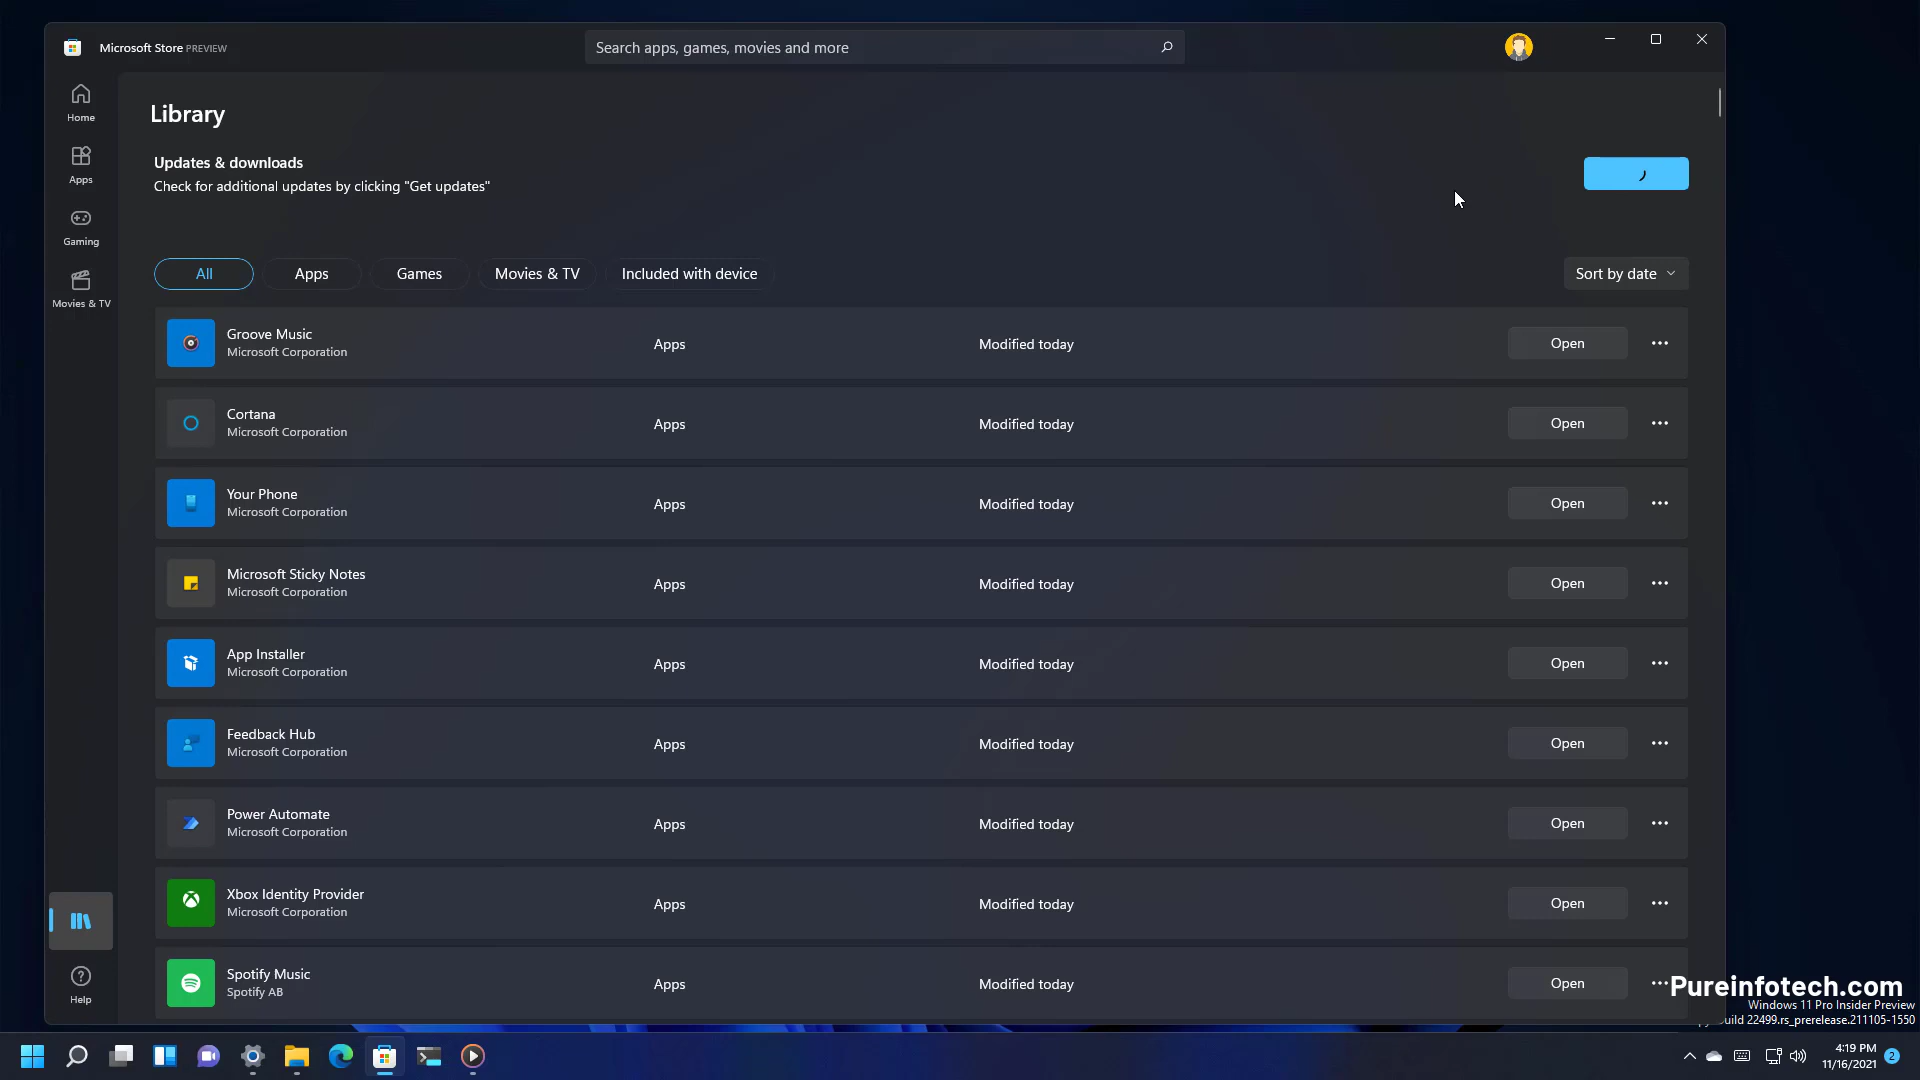 Microsoft Store PREVIEW
Search apps, games, movies and more
Home
Apps
Gaming
Movies & TV
Library
Updates & downloads
Check for additional updates by clicking "Get updates"
All
Apps
Games
Movies & TV
Included with device
Sort by date
Groove Music
Microsoft Corporation
Apps
Modified today
Open
Cortana
Microsoft Corporation
Apps
Modified today
Open
Your Phone
Microsoft Corporation
Apps
Modified today
Open
Microsoft Sticky Notes
Microsoft Corporation
Apps
Modified today
Open
App Installer
Microsoft Corporation
Apps
Modified today
Open
Feedback Hub
Microsoft Corporation
Apps
Modified today
Open
Power Automate
Microsoft Corporation
Apps
Modified today
Open
Xbox Identity Provider
Microsoft Corporation
Apps
Modified today
Open
Spotify Music
Spotify AB
Apps
Modified today
Open
Help
Pureinfotech.com
Windows 11 Pro Insider Preview
22499.rs_prerelease.211105-1550
4:19 PM
11/16/2021
2